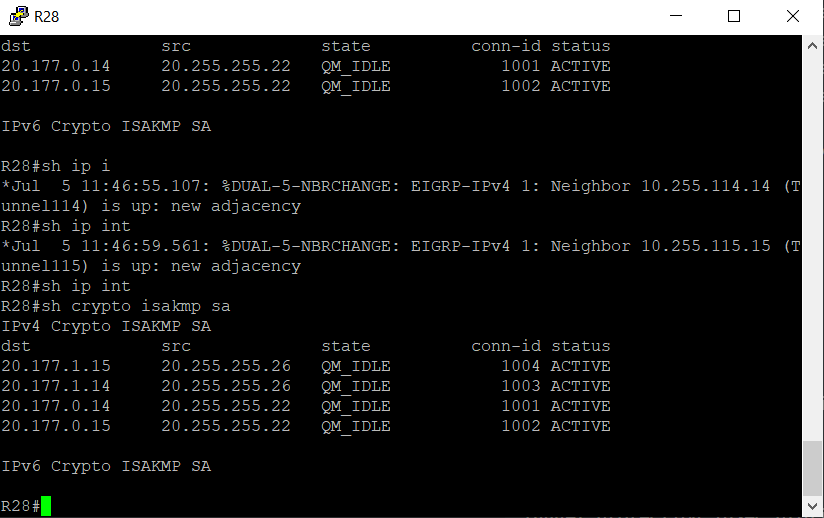 R28
dst             src             state          conn-id status
20.177.0.14     20.255.255.22   QM_IDLE           1001 ACTIVE
20.177.0.15     20.255.255.22   QM_IDLE           1002 ACTIVE
IPv6 Crypto ISAKMP SA
R28#sh ip i
*Jul  5 11:46:55.107: %DUAL-5-NBRCHANGE: EIGRP-IPv4 1: Neighbor 10.255.114.14 (T
unnel114) is up: new adjacency
R28#sh ip int
*Jul  5 11:46:59.561: %DUAL-5-NBRCHANGE: EIGRP-IPv4 1: Neighbor 10.255.115.15 (T
unnel115) is up: new adjacency
R28#sh ip int
R28#sh crypto isakmp sa
IPv4 Crypto ISAKMP SA
dst             src             state          conn-id status
20.177.1.15     20.255.255.26   QM_IDLE           1004 ACTIVE
20.177.1.14     20.255.255.26   QM_IDLE           1003 ACTIVE
20.177.0.14     20.255.255.22   QM_IDLE           1001 ACTIVE
20.177.0.15     20.255.255.22   QM_IDLE           1002 ACTIVE
IPv6 Crypto ISAKMP SA
R28#